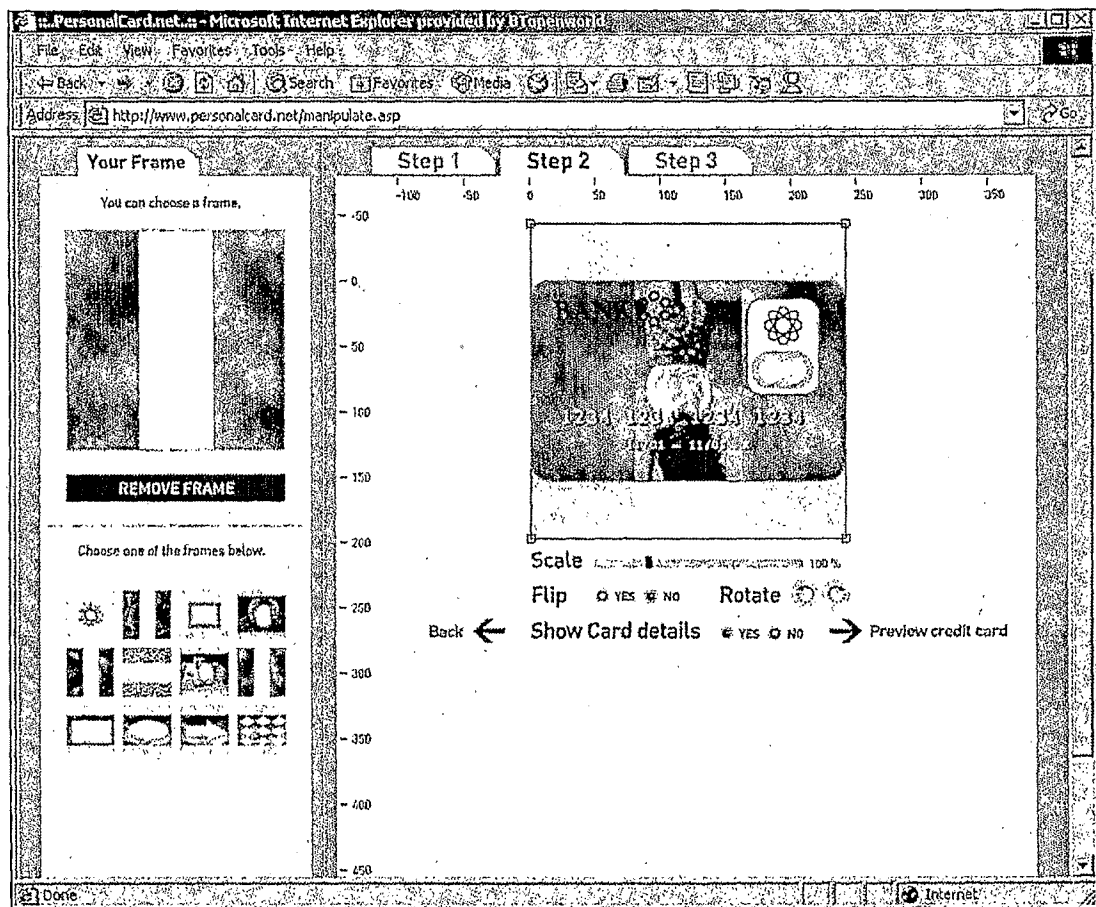 ::..PersonalCard.net..:: - Microsoft Internet Explorer provided by BTopenworld
File Edit View Favorites Tools Help
Back Search Favorites Media
Address http://www.personalcard.net/manipulate.asp Go
Your Frame
You can choose a frame.
REMOVE FRAME
Choose one of the frames below.
Step 1 Step 2 Step 3
-100 -50 0 50 100 150 200 250 300 350
-50
0
50
100
150
200
250
300
350
400
450
BANK
1234 1234 1234 1234
Scale 100 %
Flip YES NO Rotate
Back Show Card details YES NO Preview credit card
Done Internet